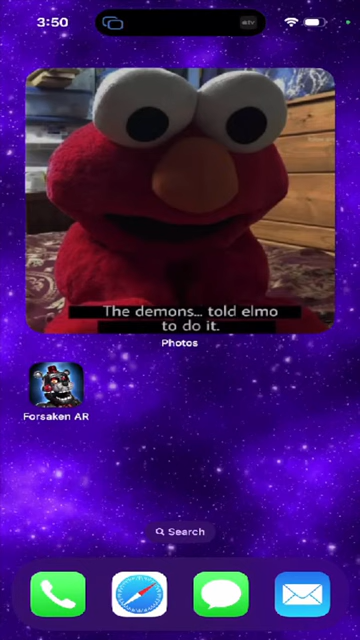 3:50
The demons... told elmo
to do it.
Photos
Forsaken AR
Search